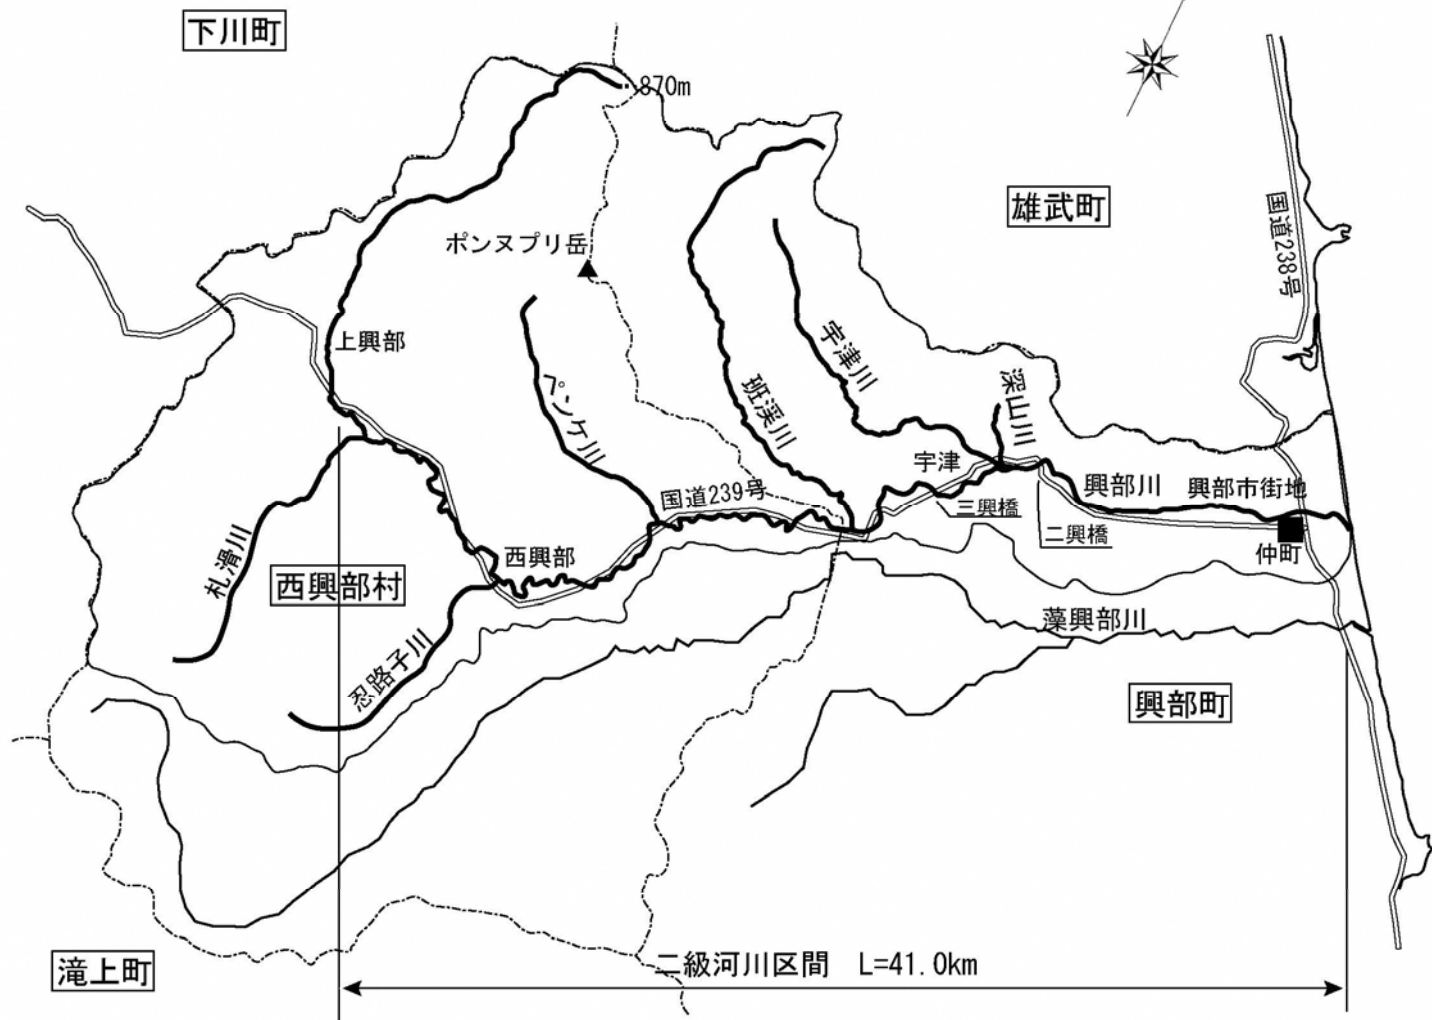 下川町
870m
雄武町
国道238号
ポンヌプリ岳
上興部
ペンケ川
班渓川
宇津川
深山川
宇津
国道239号
三興橋
二興橋
興部川
興部市街地
仲町
札滑川
西興部
西興部村
忍路子川
藻興部川
興部町
滝上町
二級河川区間 L=41.0km